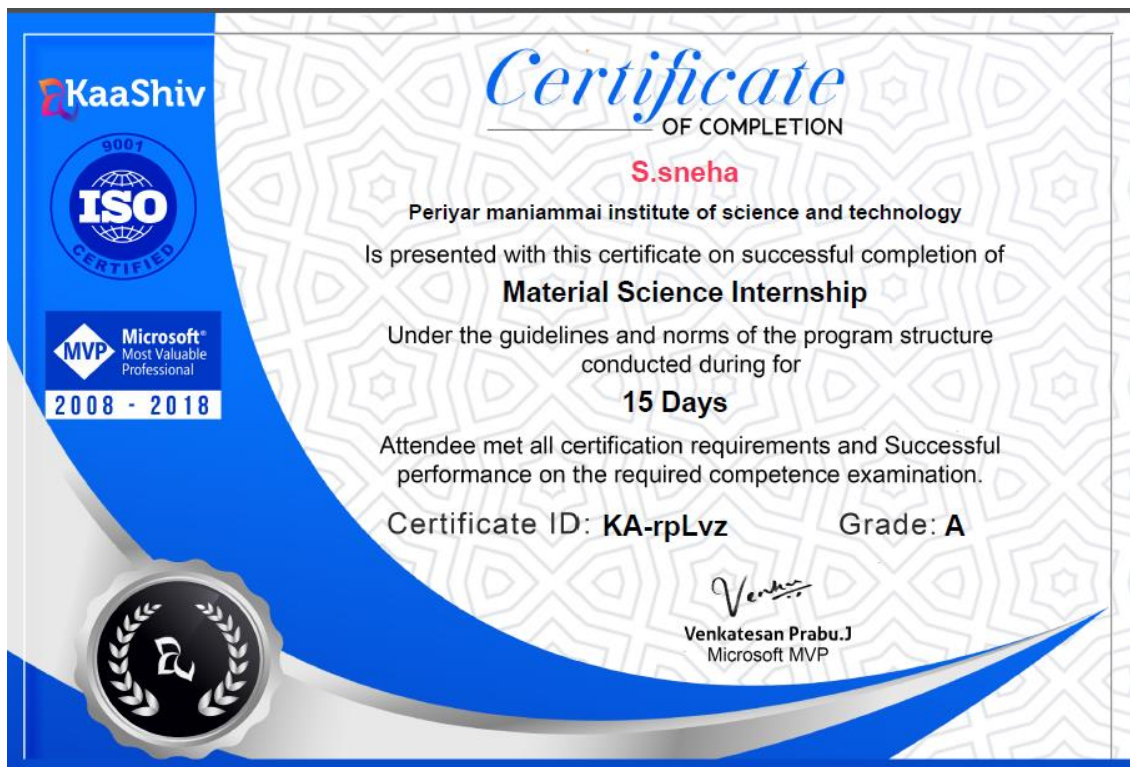 KaaShiv
9001
ISO
CERTIFIED
MVP
Microsoft®
Most Valuable
Professional
2008 - 2018
Certificate
OF COMPLETION
S.sneha
Periyar maniammai institute of science and technology
Is presented with this certificate on successful completion of
Material Science Internship
Under the guidelines and norms of the program structure
conducted during for
15 Days
Attendee met all certification requirements and Successful
performance on the required competence examination.
Certificate ID: KA-rpLvz Grade: A
Venkatesan Prabu.J
Microsoft MVP